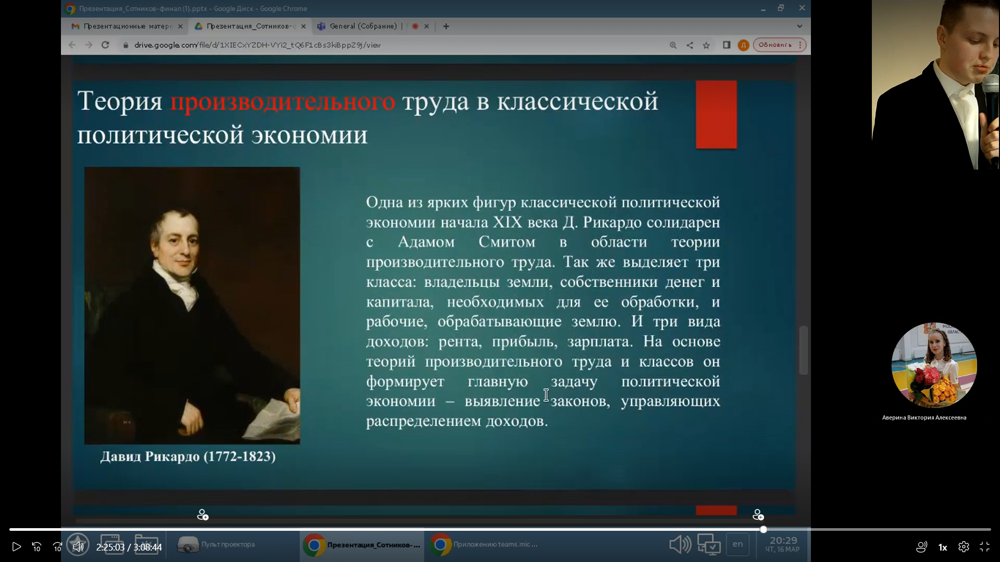 Презентация_Сотников-финал (1).pptx - Google Диск - Google Chrome
Презентационные матери
Презентация_Сотников-
General (Собрание) |
drive.google.com/file/d/1XIECxYZDH-VYi2_tQ6F1cBs3kiBppZ9j/view
Д
Обновить
Теория производительного труда в классической
политической экономии
Одна из ярких фигур классической политической
экономии начала XIX века Д. Рикардо солидарен
с Адамом Смитом в области теории
производительного труда. Так же выделяет три
класса: владельцы земли, собственники денег и
капитала, необходимых для ее обработки, и
рабочие, обрабатывающие землю. И три вида
доходов: рента, прибыль, зарплата. На основе
теорий производительного труда и классов он
формирует главную задачу политической
экономии – выявление законов, управляющих
распределением доходов.
Давид Рикардо (1772-1823)
Аверина Виктория Алексеевна
10
10
2:25:03 / 3:08:44
Пульт проектора
Презентация_Сотников-...
Приложению teams.mic ...
en
20:29
ЧТ, 16 МАР
1x